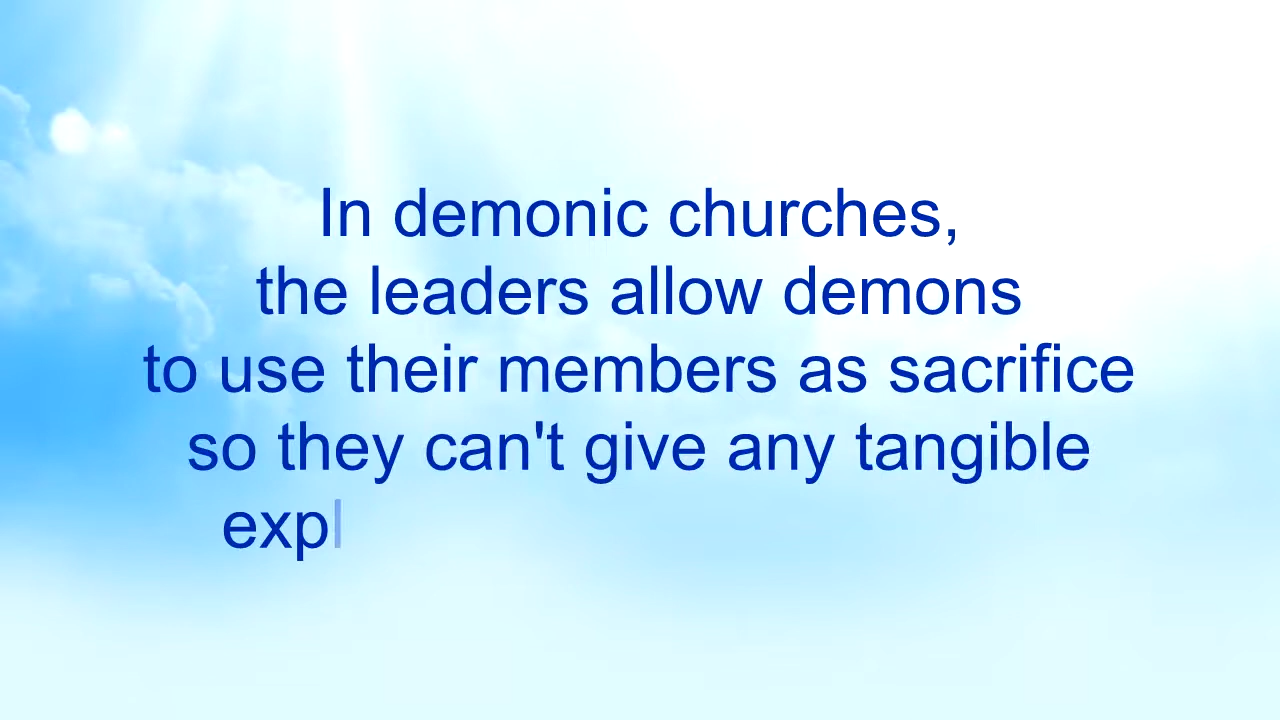 In demonic churches,
the leaders allow demons
to use their members as sacrifice
so they can't give any tangible
expl